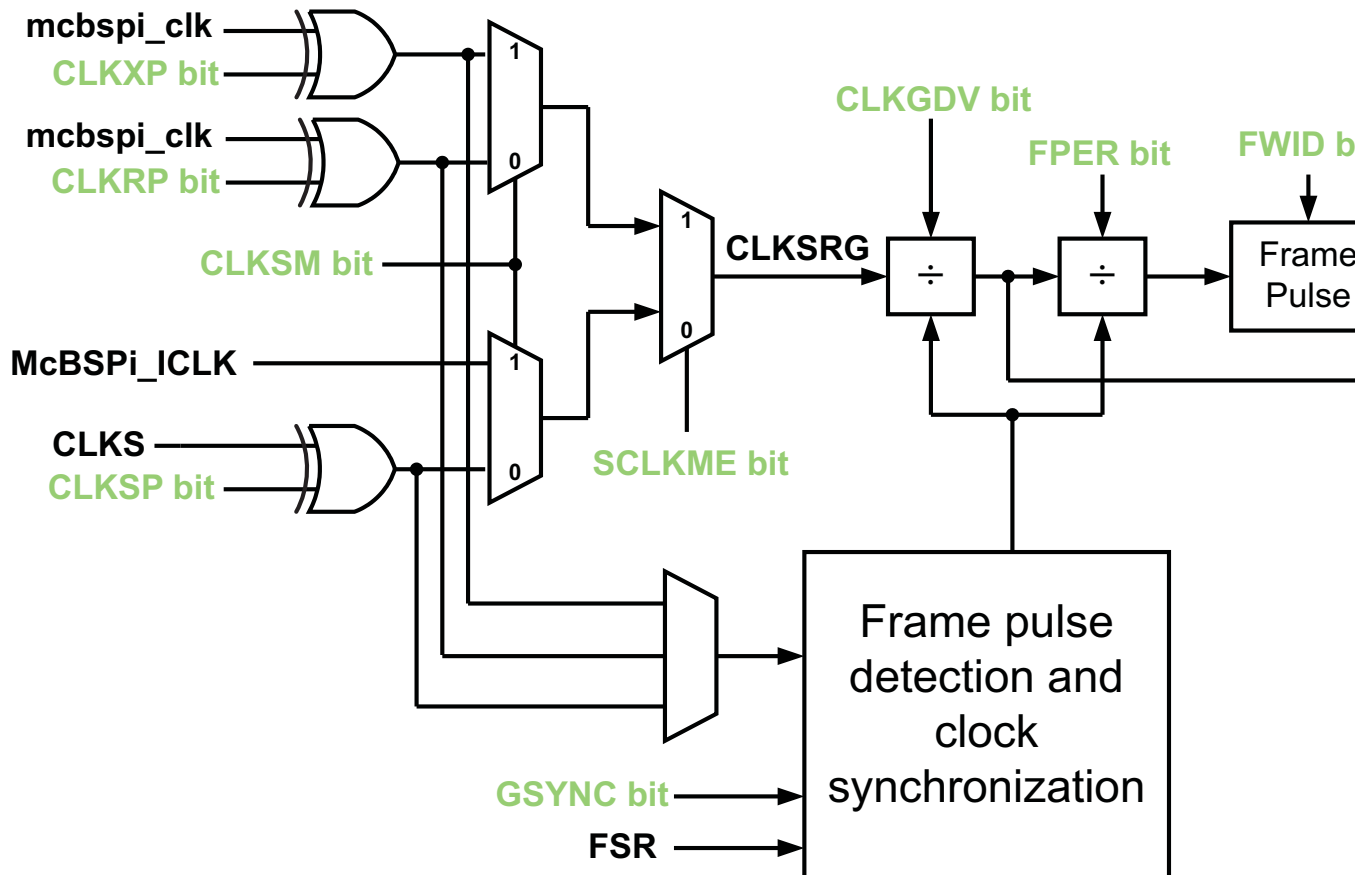 mcbspi_clk
CLKXP bit
mcbspi_clk
CLKRP bit
CLKSM bit
McBSPi_ICLK
CLKS
CLKSP bit
1
0
1
0
1
0
SCLKME bit
CLKSRG
CLKGDV bit
÷
FPER bit
÷
FWID b
Frame
Pulse
Frame pulse
detection and
clock
synchronization
GSYNC bit
FSR